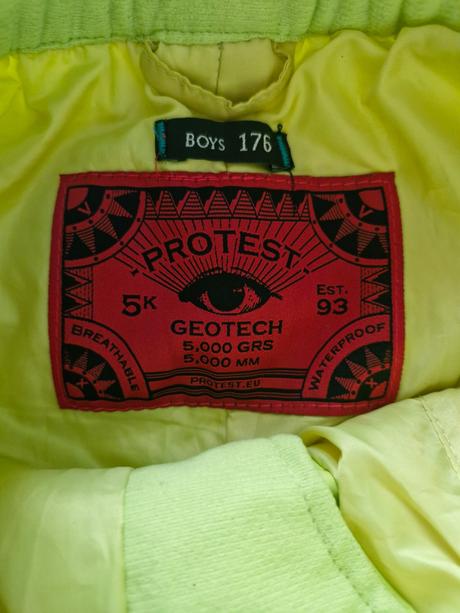 BOYS 176
PROTEST
5K
EST.
93
GEOTECH
5,000 GRS
5,000 MM
BREATHABLE
WATERPROOF
PROTEST.EU